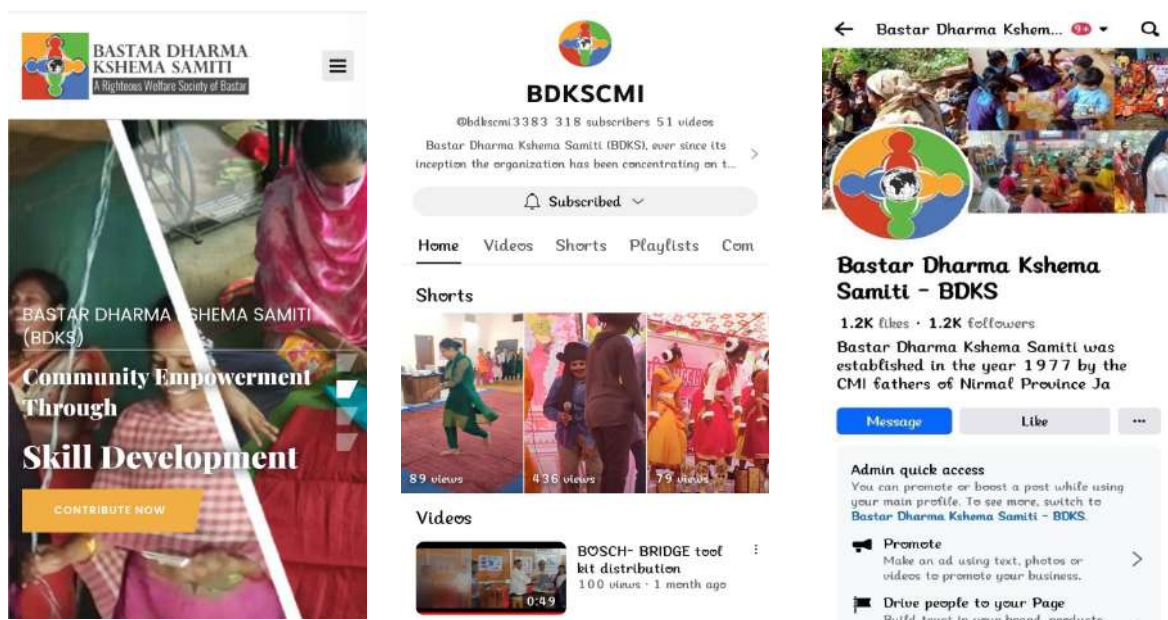 BASTAR DHARMA
KSHEMA SAMITI
A Righteous Welfare Society of Bastar
BASTAR DHARMA KSHEMA SAMITI
(BDKS)
Community Empowerment
Through
Skill Development
CONTRIBUTE NOW
BDKSCMI
@bdkscmi3383 318 subscribers 51 videos
Bastar Dharma Kshema Samiti (BDKS), ever since its
inception the organization has been concentrating on t...
Subscribed
Home Videos Shorts Playlists Com
Shorts
89 views 436 views 79 views
Videos
BOSCH- BRIDGE tool
kit distribution
100 views · 1 month ago
0:49
Bastar Dharma Kshem... 9+
Bastar Dharma Kshema
Samiti - BDKS
1.2K likes · 1.2K followers
Bastar Dharma Kshema Samiti was
established in the year 1977 by the
CMI fathers of Nirmal Province Ja
Message Like
Admin quick access
You can promote or boost a post while using
your main profile. To see more, switch to
Bastar Dharma Kshema Samiti - BDKS.
Promote
Make an ad using text, photos or
videos to promote your business.
Drive people to your Page
Build trust in your brand, products